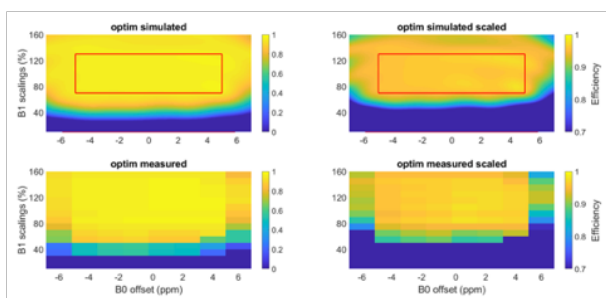 optim simulated
optim simulated scaled
B1 scalings (%)
160
120
80
40
-6 -4 -2 0 2 4 6
1
0.8
0.6
0.4
0.2
0
160
120
80
40
-6 -4 -2 0 2 4 6
1
0.9
0.8
0.7
Efficiency
optim measured
optim measured scaled
B1 scalings (%)
160
120
80
40
-6 -4 -2 0 2 4 6
B0 offset (ppm)
1
0.8
0.6
0.4
0.2
0
160
120
80
40
-6 -4 -2 0 2 4 6
B0 offset (ppm)
1
0.9
0.8
0.7
Efficiency